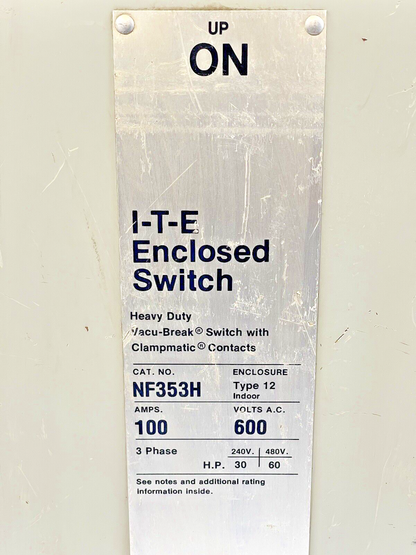 UP
ON
I-T-E
Enclosed
Switch
Heavy Duty
Vacu-Break® Switch with
Clampmatic® Contacts
CAT. NO. ENCLOSURE
NF353H Type 12
Indoor
AMPS. VOLTS A.C.
100 600
3 Phase 240V. 480V.
H.P. 30 60
See notes and additional rating
information inside.